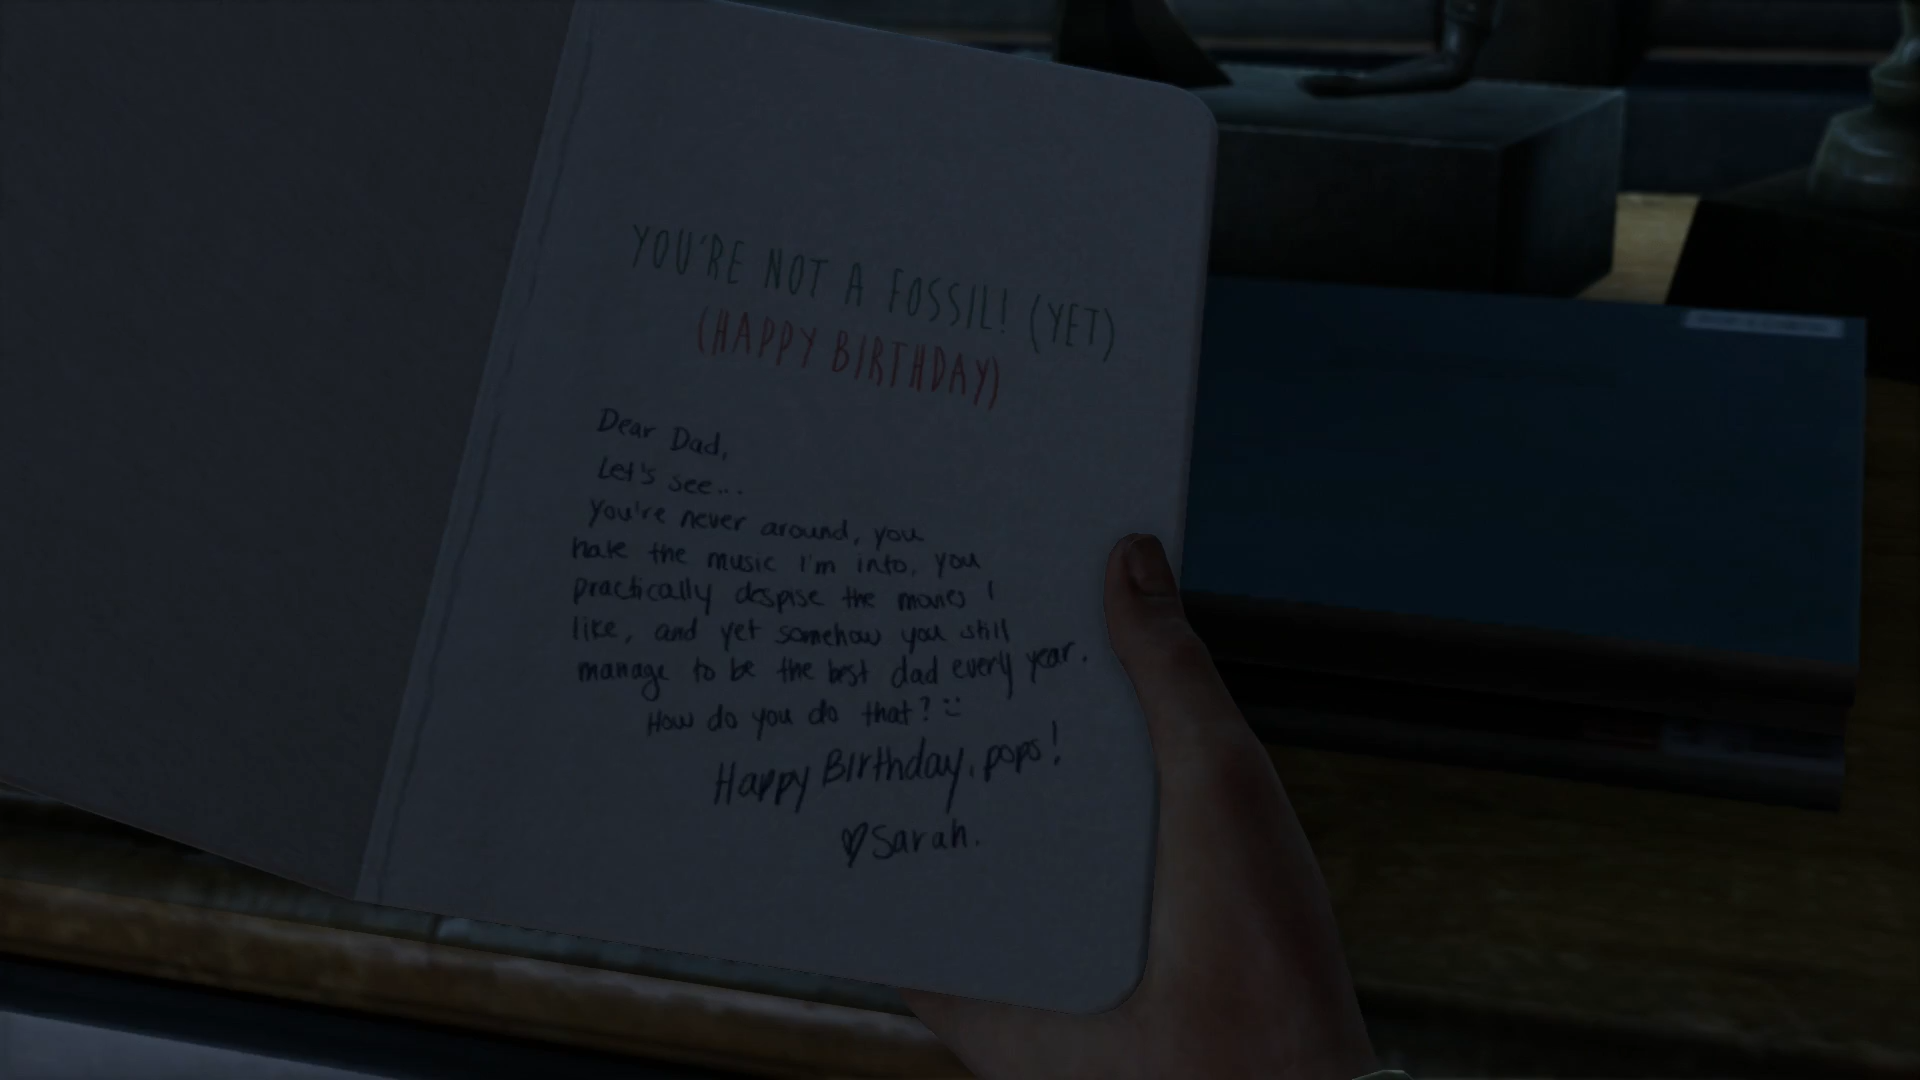 YOU'RE NOT A FOSSIL! (YET)
(HAPPY BIRTHDAY)
Dear Dad,
Let's see...
you're never around, you
hate the music I'm into, you
practically despise the movies I
like, and yet somehow you still
manage to be the best dad every year.
How do you do that? :)
Happy Birthday, pops!
♡Sarah.